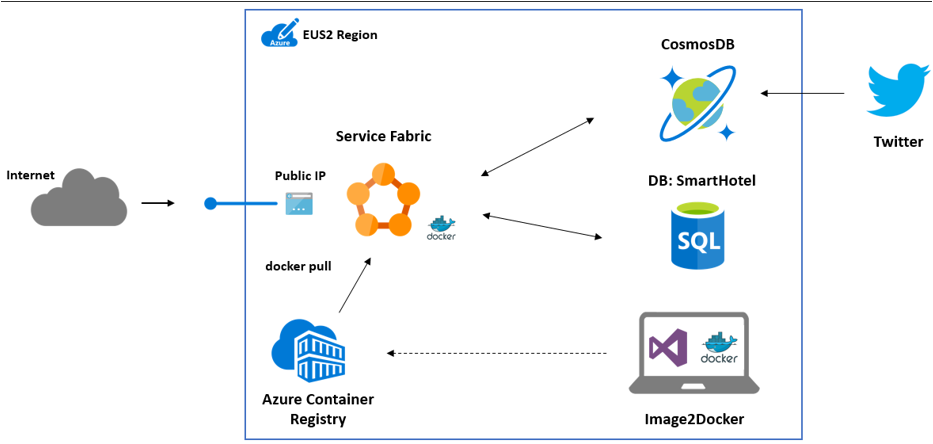 Azure
EUS2 Region
CosmosDB
Twitter
Service Fabric
Internet
Public IP
docker
DB: SmartHotel
SQL
docker pull
docker
Azure Container
Registry
Image2Docker